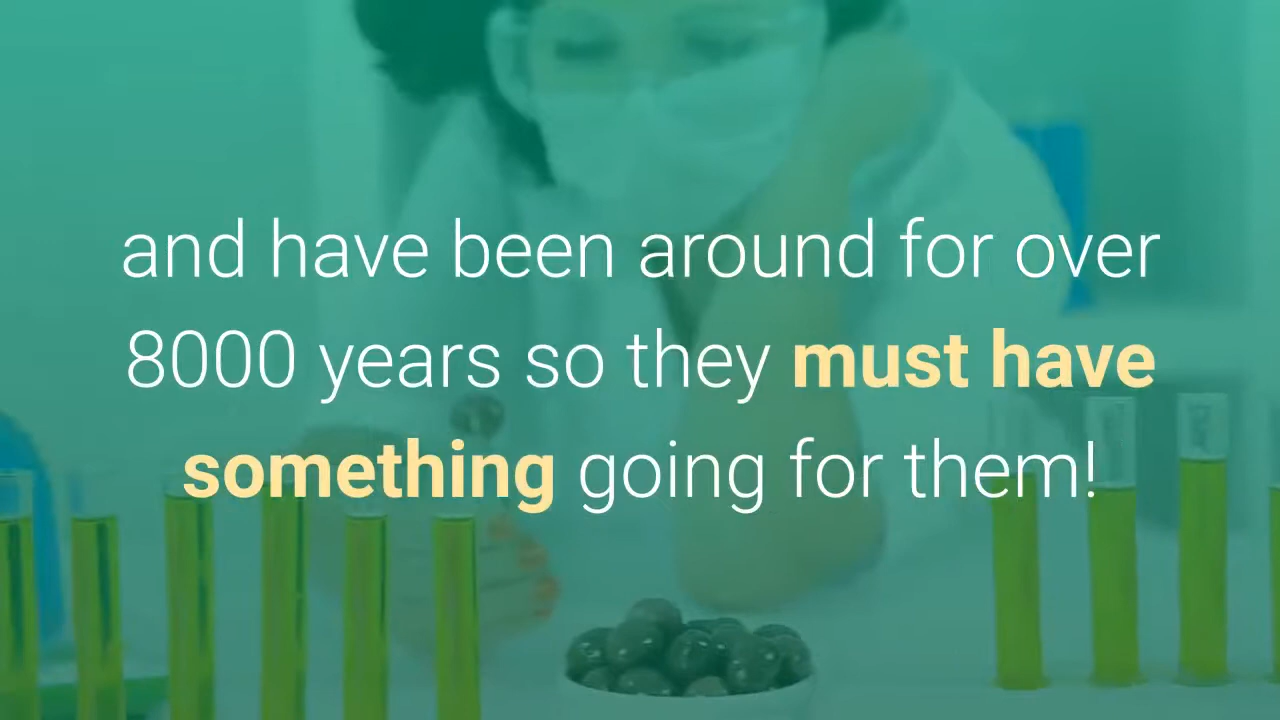 and have been around for over
8000 years so they must have
something going for them!